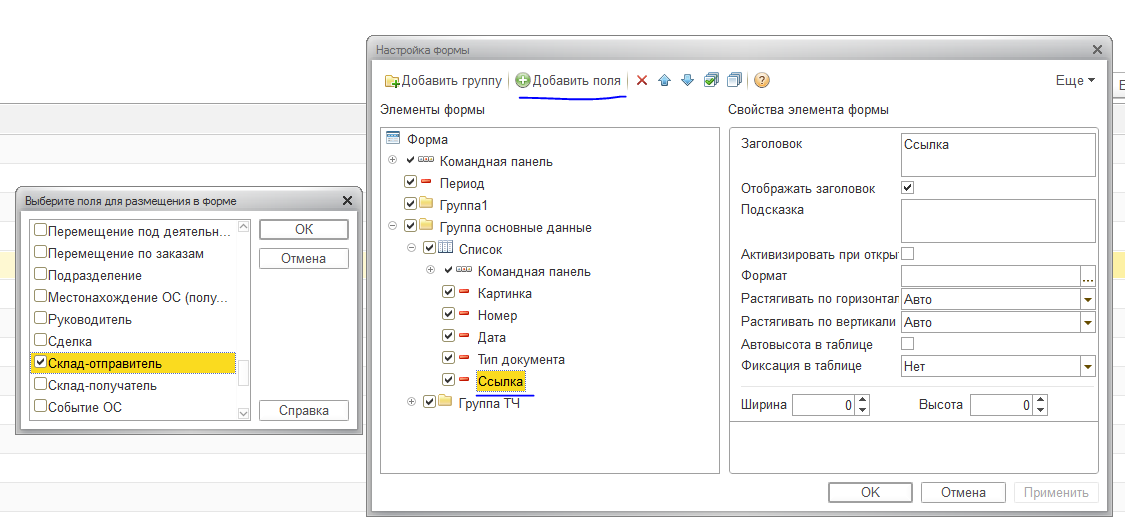 Настройка формы
Добавить группу
Добавить поля
Еще
Элементы формы
Форма
Командная панель
Период
Группа1
Группа основные данные
Список
Командная панель
Картинка
Номер
Дата
Тип документа
Ссылка
Группа ТЧ
Свойства элемента формы
Заголовок
Ссылка
Отображать заголовок
Подсказка
Активизировать при открыт
Формат
...
Растягивать по горизонтал
Авто
Растягивать по вертикали
Авто
Автовысота в таблице
Фиксация в таблице
Нет
Ширина
0
Высота
0
OK
Отмена
Применить
Выберите поля для размещения в форме
Перемещение под деятельн...
Перемещение по заказам
Подразделение
Местонахождение ОС (полу...
Руководитель
Сделка
Склад-отправитель
Склад-получатель
Событие ОС
OK
Отмена
Справка